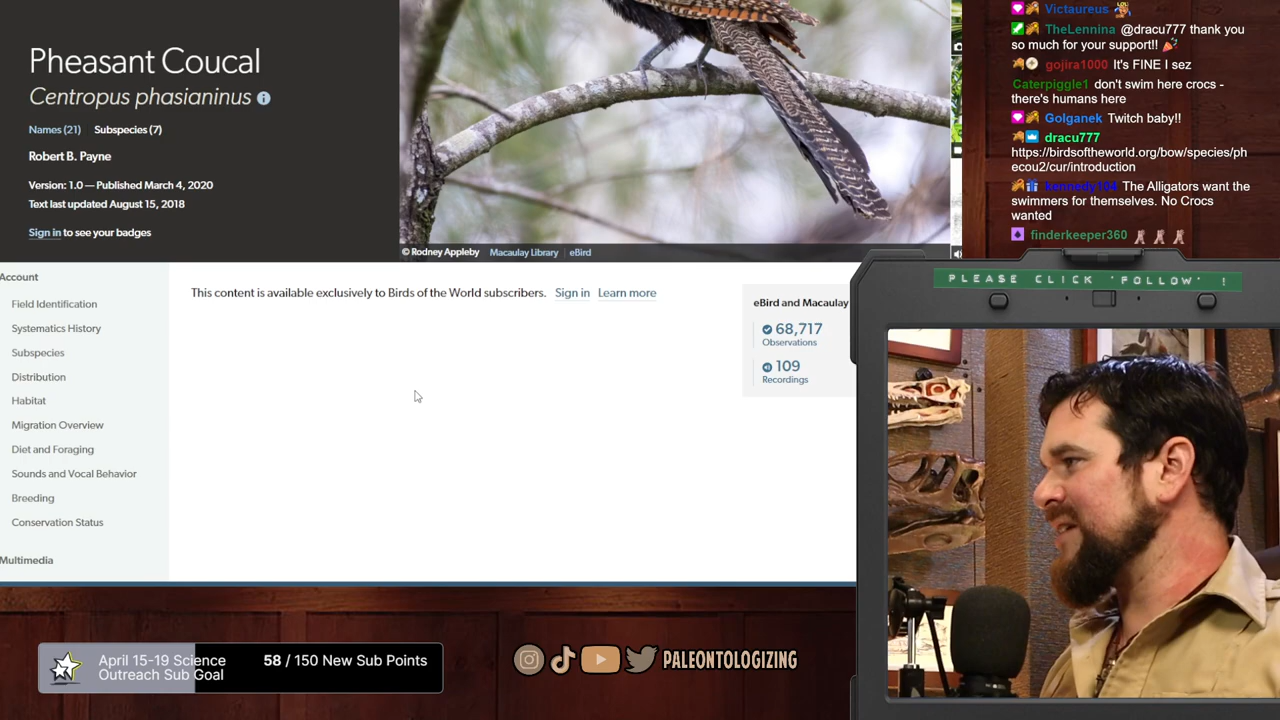 Pheasant Coucal
Centropus phasianinus
Names (21) Subspecies (7)
Robert B. Payne
Version: 1.0 — Published March 4, 2020
Text last updated August 15, 2018
Sign in to see your badges
© Rodney Appleby Macaulay Library eBird
Account
Field Identification
Systematics History
Subspecies
Distribution
Habitat
Migration Overview
Diet and Foraging
Sounds and Vocal Behavior
Breeding
Conservation Status
Multimedia
This content is available exclusively to Birds of the World subscribers. Sign in Learn more
eBird and Macaulay
68,717
Observations
109
Recordings
Victaureus
TheLennina @dracu777 thank you
so much for your support!!
gojira1000 It's FINE I sez
Caterpiggle1 don't swim here crocs -
there's humans here
Golganek Twitch baby!!
dracu777
https://birdsoftheworld.org/bow/species/ph
ecou2/cur/introduction
kennedy104 The Alligators want the
swimmers for themselves. No Crocs
wanted
finderkeeper360
PLEASE CLICK 'FOLLOW' !
April 15-19 Science
Outreach Sub Goal
58 / 150 New Sub Points
PALEONTOLOGIZING